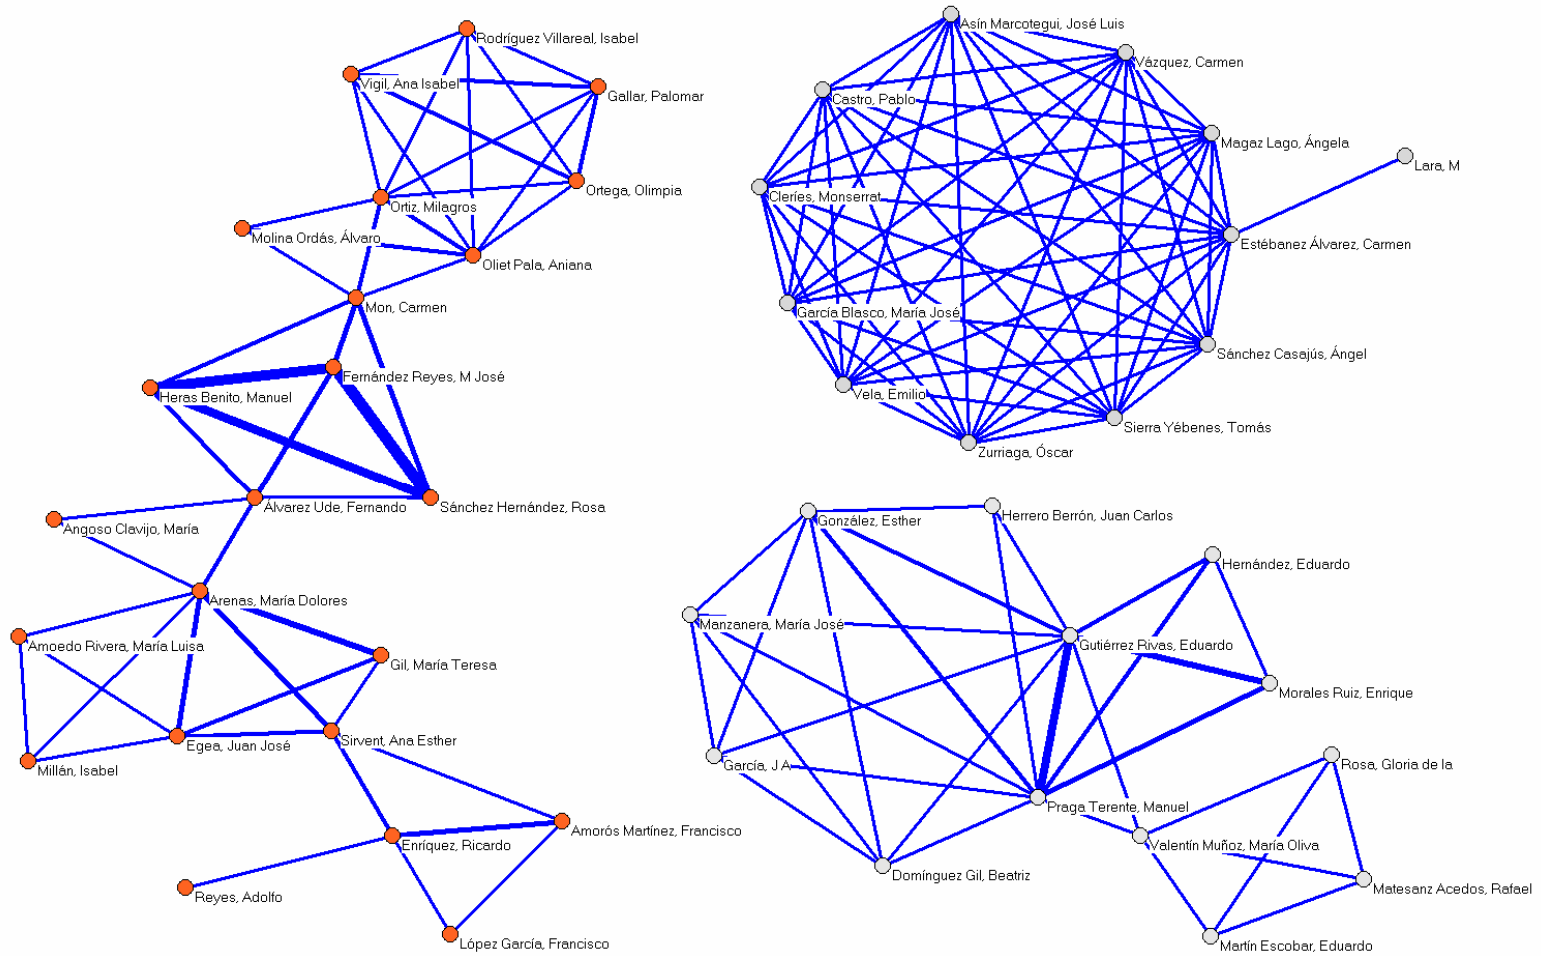 Rodríguez Villareal, Isabel
Vigil, Ana Isabel
Gallar, Palomar
Ortega, Olimpia
Ortiz, Milagros
Molina Ordás, Álvaro
Oliet Pala, Aniana
Mon, Carmen
Fernández Reyes, M José
Heras Benito, Manuel
Álvarez Ude, Fernando
Sánchez Hernández, Rosa
Angoso Clavijo, María
Arenas, María Dolores
Amoedo Rivera, María Luisa
Gil, María Teresa
Egea, Juan José
Sirvent, Ana Esther
Millán, Isabel
Amorós Martínez, Francisco
Enríquez, Ricardo
Reyes, Adolfo
López García, Francisco
Asín Marcotegui, José Luis
Vázquez, Carmen
Castro, Pablo
Magaz Lago, Ángela
Lara, M
Cleríes, Monserrat
Estébanez Álvarez, Carmen
García Blasco, María José
Sánchez Casajús, Ángel
Vela, Emilio
Sierra Yébenes, Tomás
Zurriaga, Óscar
González, Esther
Herrero Berrón, Juan Carlos
Hernández, Eduardo
Manzanera, María José
Gutiérrez Rivas, Eduardo
Morales Ruiz, Enrique
García, J A
Rosa, Gloria de la
Praga Terente, Manuel
Valentín Muñoz, María Oliva
Domínguez Gil, Beatriz
Matesanz Acedos, Rafael
Martín Escobar, Eduardo